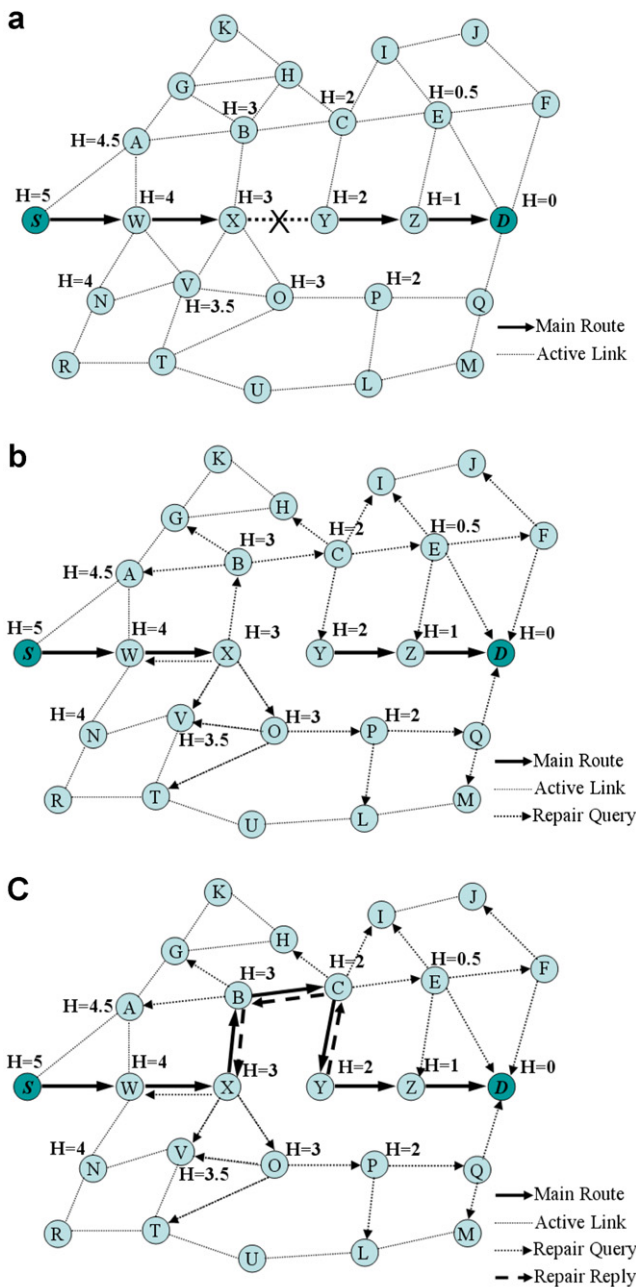 a
K
J
G
H
I
H=2
H=0.5
H=3
F
C
E
B
H=4.5
A
H=5
H=4
H=3
H=2
H=1
H=0
S
W
X
X
Y
Z
D
H=4
H=3
H=2
N
V
O
P
Q
H=3.5
Main Route
R
T
Active Link
U
L
M
b
K
J
I
G
H
H=2
H=0.5
H=3
F
C
E
B
H=4.5
A
H=5
H=4
H=3
H=2
H=1
H=0
S
W
X
Y
Z
D
H=4
H=3
H=2
N
V
O
P
Q
H=3.5
Main Route
R
T
Active Link
U
L
M
Repair Query
C
K
J
I
G
H
H=2
H=0.5
H=3
F
C
E
B
H=4.5
A
H=5
H=4
H=3
H=2
H=1
H=0
S
W
X
Y
Z
D
H=4
H=3
H=2
N
V
O
P
Q
H=3.5
Main Route
R
T
Active Link
U
L
M
Repair Query
Repair Reply